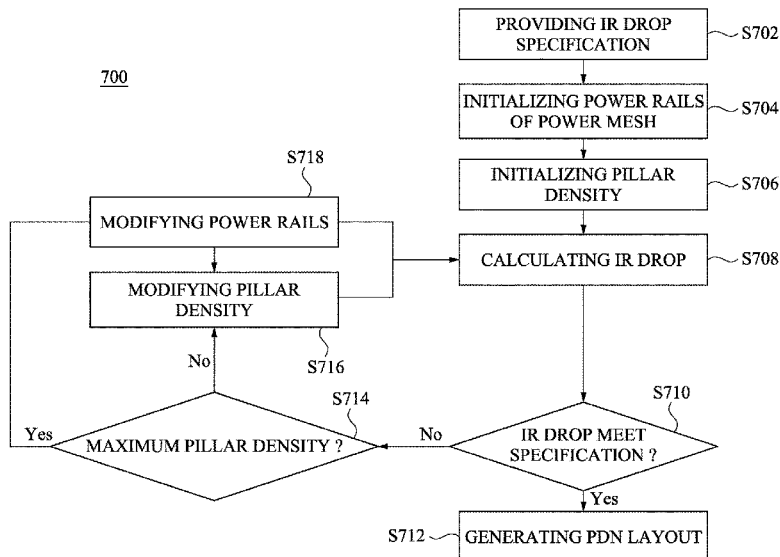 700
PROVIDING IR DROP
SPECIFICATION
S702
INITIALIZING POWER RAILS
OF POWER MESH
S704
INITIALIZING PILLAR
DENSITY
S706
CALCULATING IR DROP
S708
S718
MODIFYING POWER RAILS
MODIFYING PILLAR
DENSITY
S716
No
S714
MAXIMUM PILLAR DENSITY ?
Yes
No
S710
IR DROP MEET
SPECIFICATION ?
Yes
S712
GENERATING PDN LAYOUT